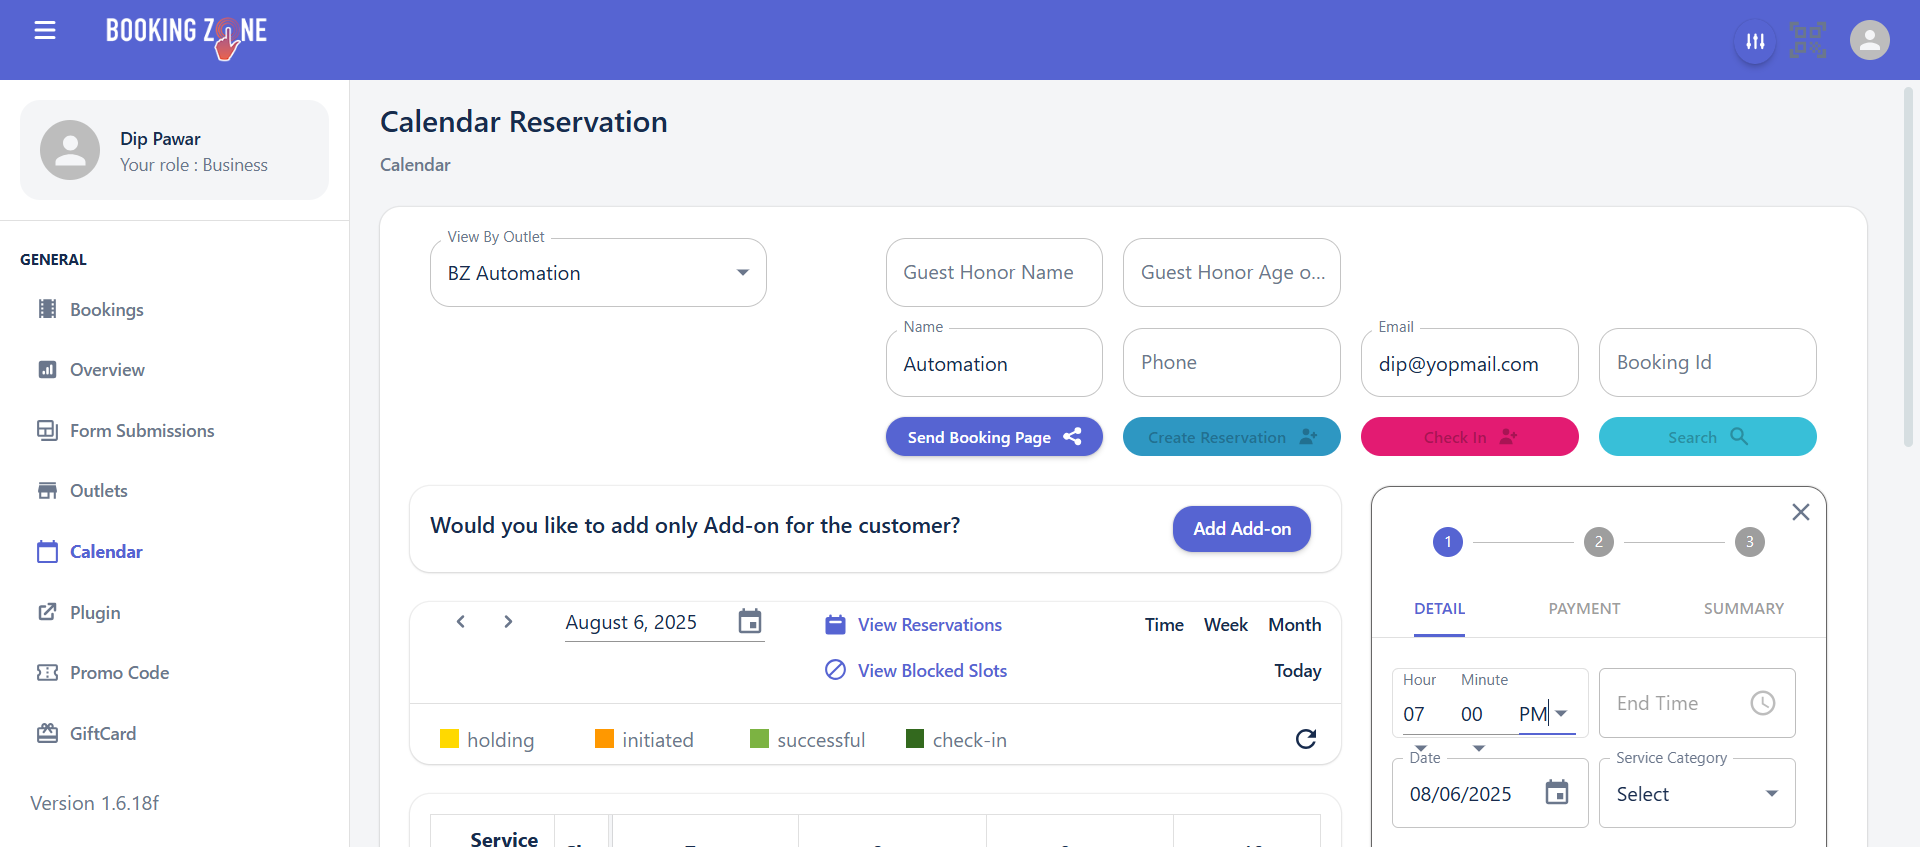 BOOKING ZONE
Dip Pawar
Your role : Business
GENERAL
Bookings
Overview
Form Submissions
Outlets
Calendar
Plugin
Promo Code
GiftCard
Version 1.6.18f
Calendar Reservation
Calendar
View By Outlet
BZ Automation
Guest Honor Name
Guest Honor Age o...
Name
Automation
Phone
Email
dip@yopmail.com
Booking Id
Send Booking Page
Create Reservation
Check In
Search
Would you like to add only Add-on for the customer?
Add Add-on
August 6, 2025
View Reservations
View Blocked Slots
Time Week Month
Today
holding initiated successful check-in
Service
1 2 3
DETAIL PAYMENT SUMMARY
Hour Minute
07 00 PM
End Time
Date
08/06/2025
Service Category
Select